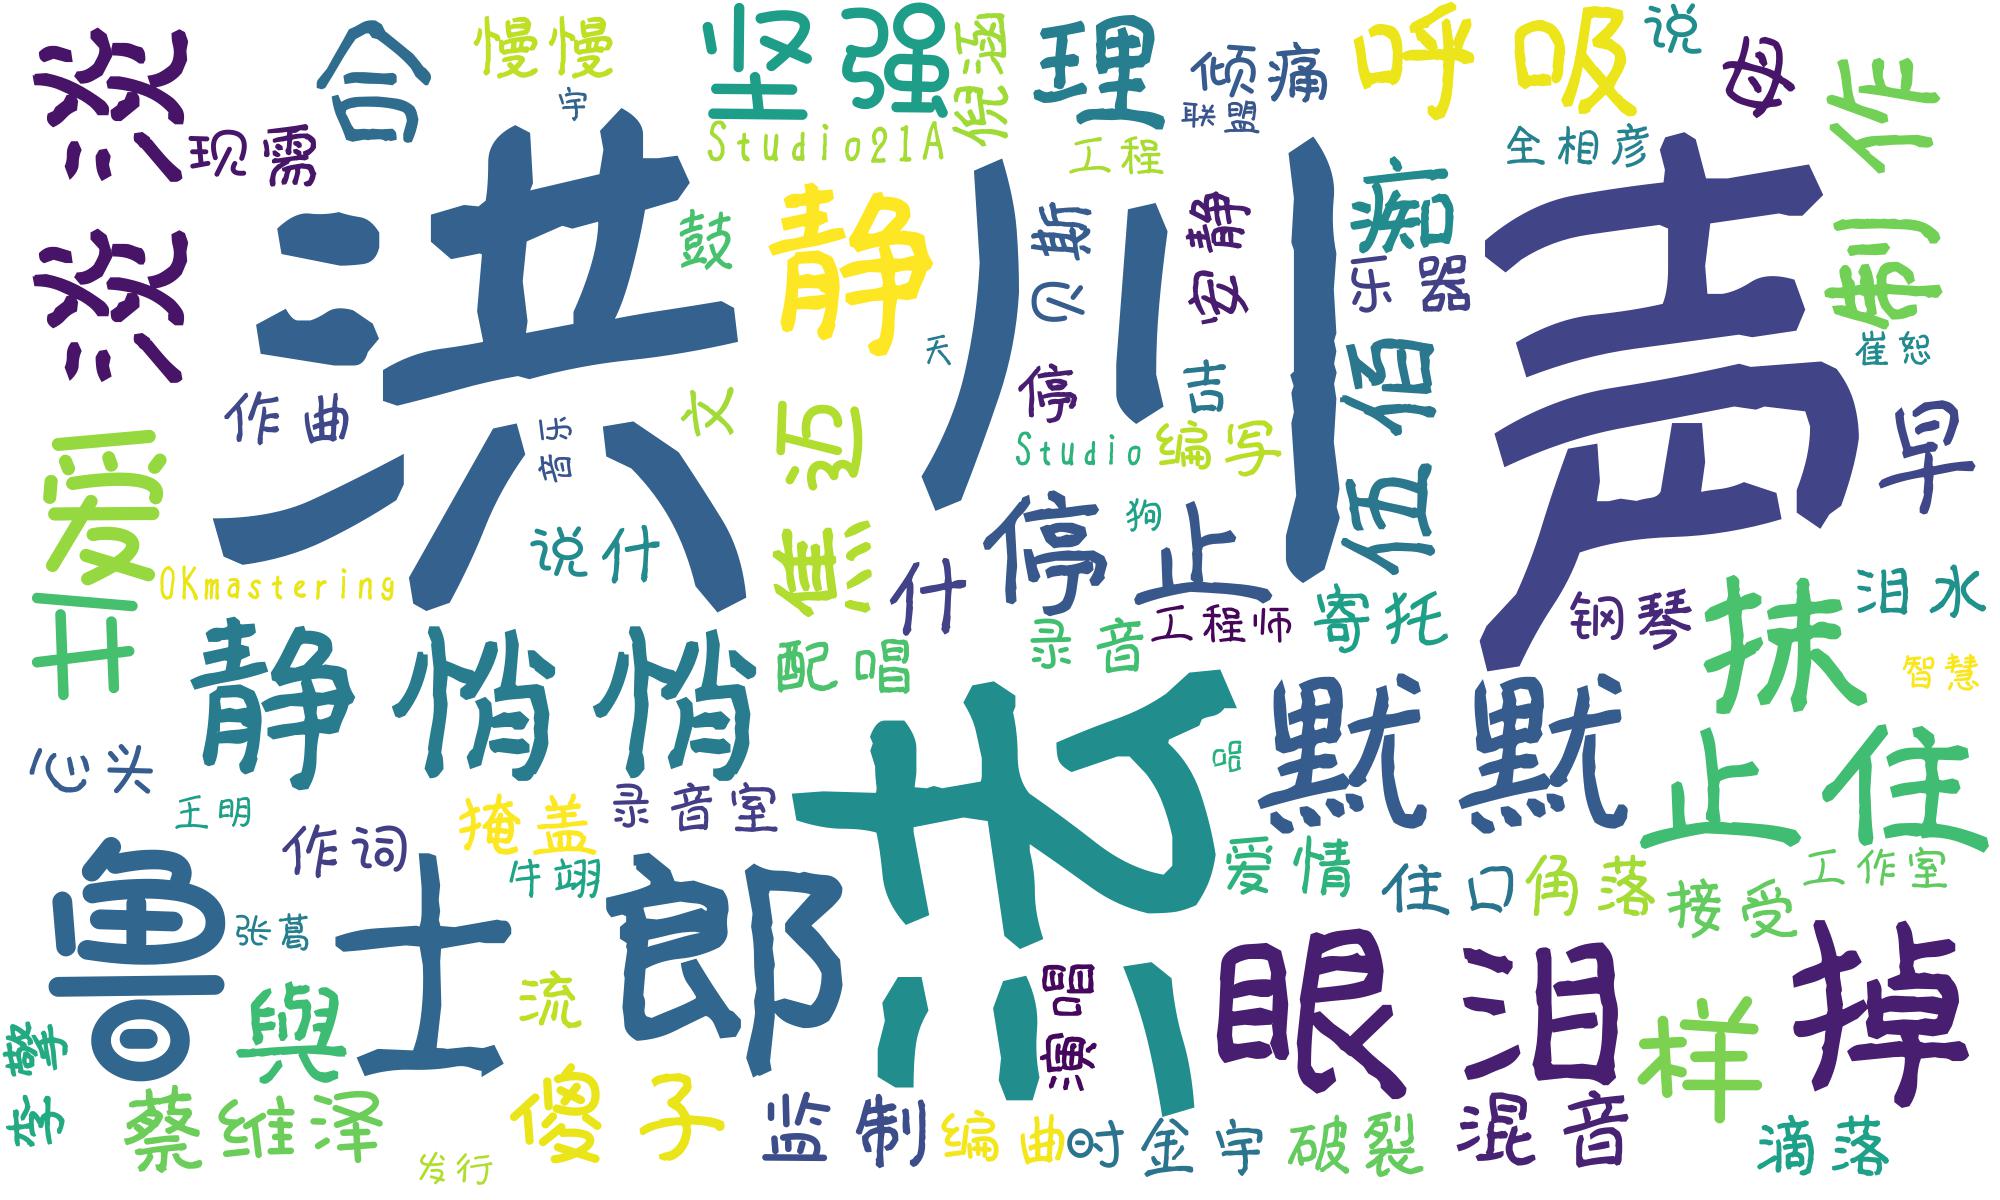 淡淡
合
慢慢
宇
坚强
倪涵
理
倾痛
联盟
呼吸
说
母
制作
现需
Studio21A
工程
全相彦
洪
鼓
静
川
贝斯
安静
痴
乐器
声
崔恕
天
停
吉
伍佰
早
作曲
音乐
文
焦迈
Studio
编写
爱
开
OKmastering
说什
什
停止
狗
工程师
寄托
钢琴
抹
泪水
静悄悄
配唱
录音
智慧
心头
汇
吕
默默
止住
王明
作词
掩盖
录音室
牛翊
爱情
住口
角落
接受
工作室
鲁
张葛
士郎
李擎
與
流
演唱
眼泪
样
掉
蔡维泽
发行
傻子
监制
编曲
时金宇
破裂
混音
滴落